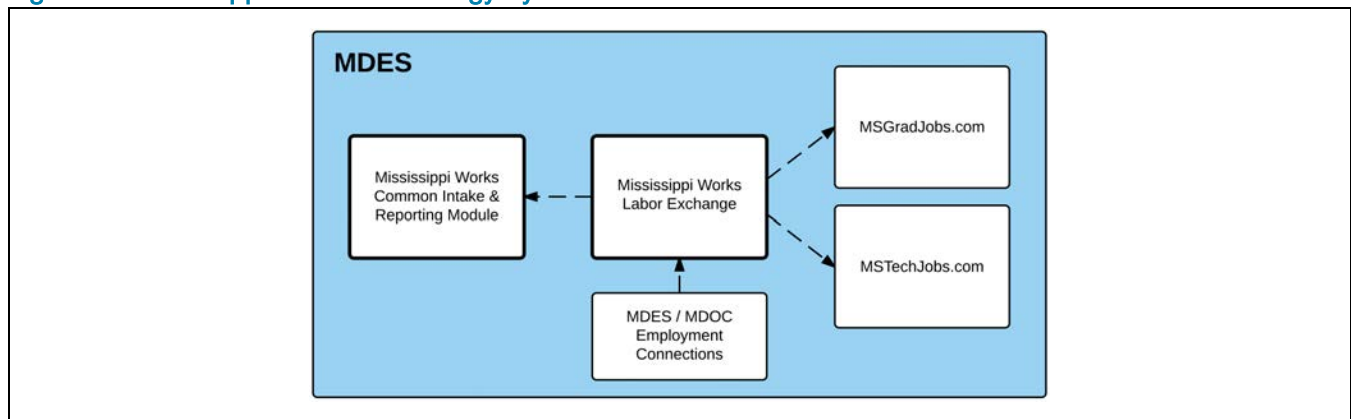 MDES
Mississippi Works
Common Intake &
Reporting Module
Mississippi Works
Labor Exchange
MSGradJobs.com
MSTechJobs.com
MDES / MDOC
Employment
Connections